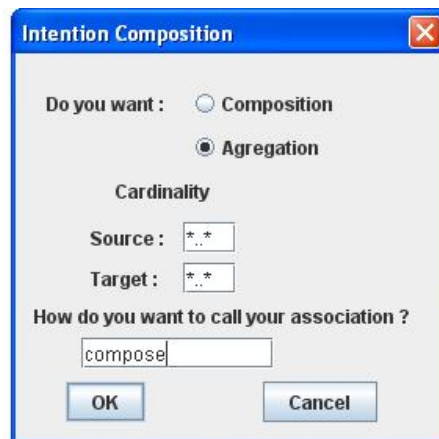 Intention Composition
Do you want : Composition
Agregation
Cardinality
Source : *..*
Target : *..*
How do you want to call your association ?
compose
OK Cancel